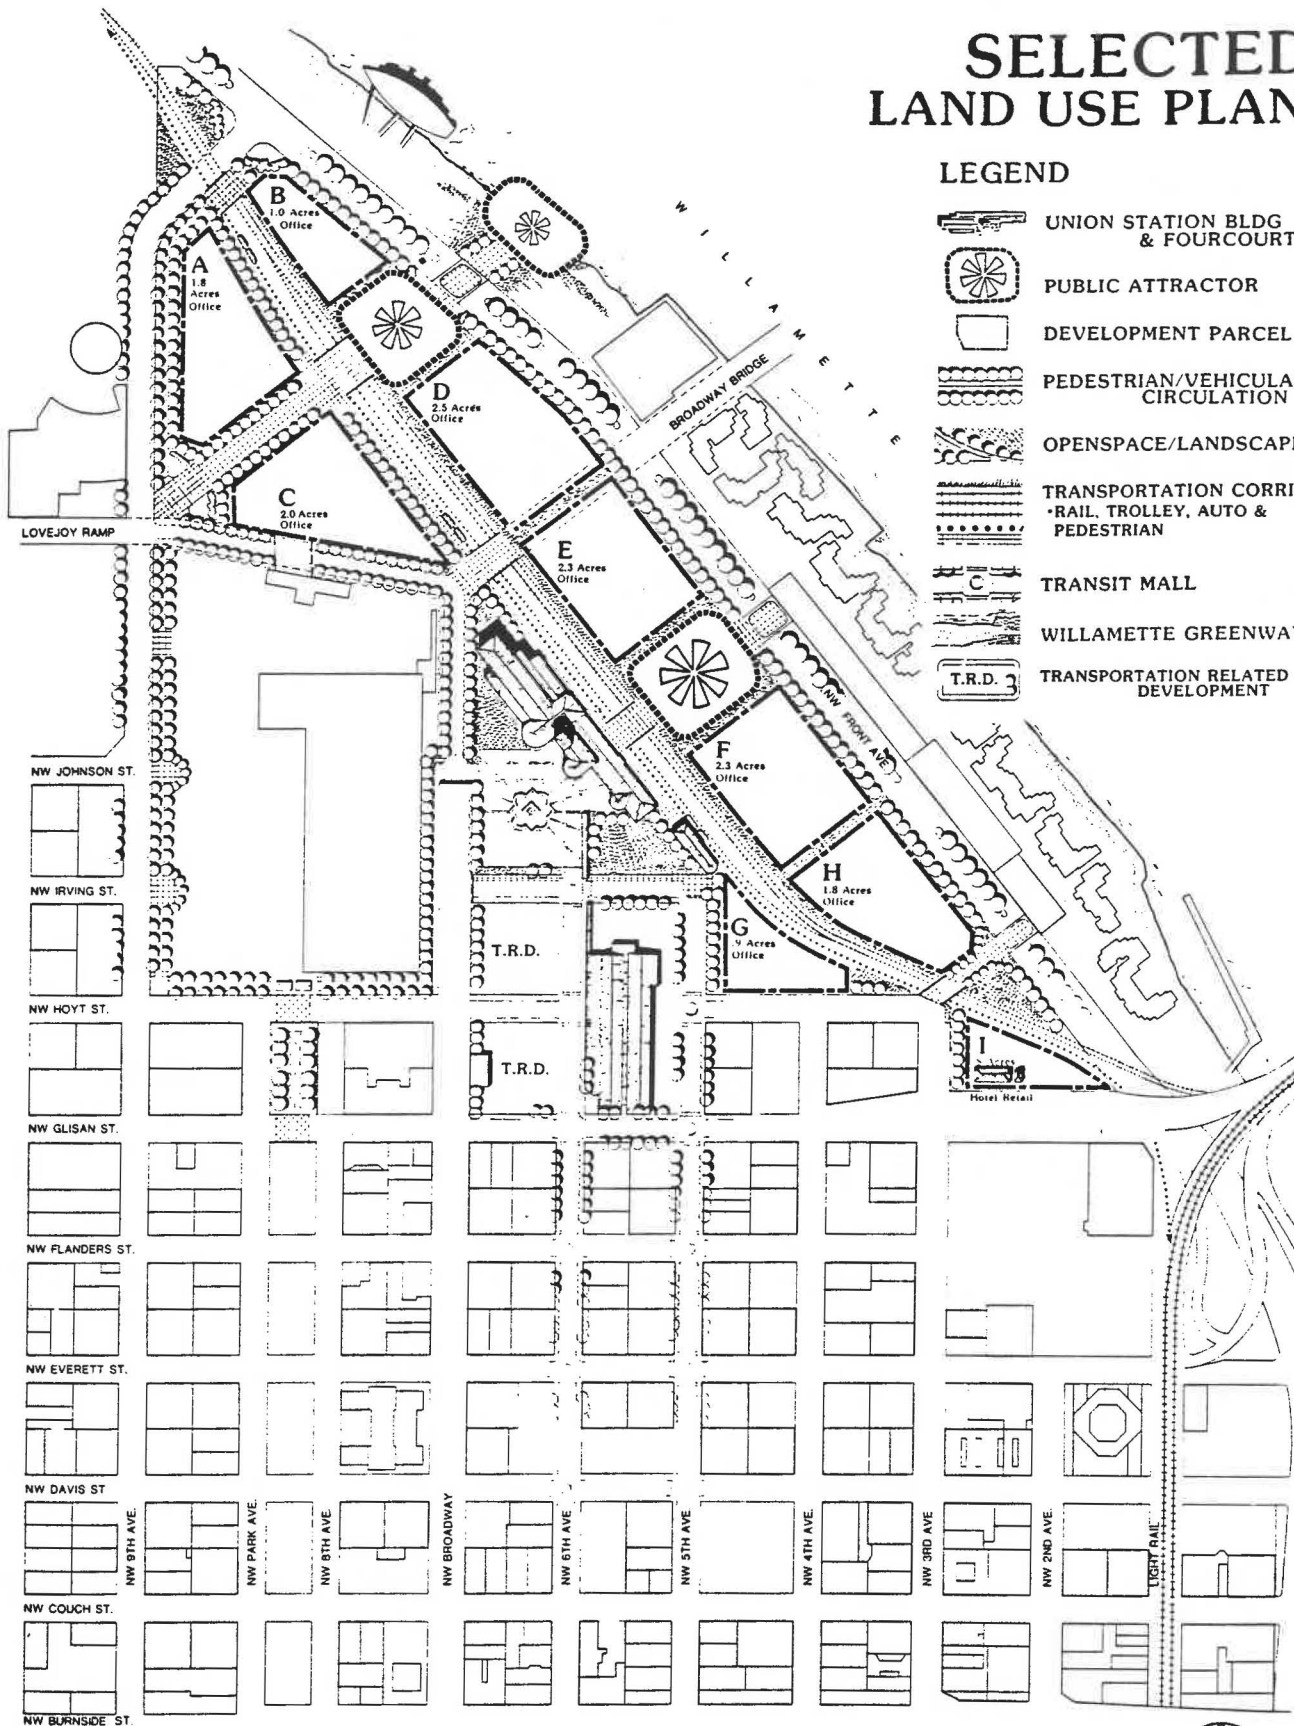 SELECTED
LAND USE PLAN
LEGEND
UNION STATION BLDG
& FOURCOURT
PUBLIC ATTRACTOR
DEVELOPMENT PARCEL
PEDESTRIAN/VEHICULA
CIRCULATION
OPENSPACE/LANDSCAP
TRANSPORTATION CORRI
•RAIL, TROLLEY, AUTO &
PEDESTRIAN
C
TRANSIT MALL
WILLAMETTE GREENWA
T.R.D.
TRANSPORTATION RELATED
DEVELOPMENT
WILLAMETTE
B
1.0 Acres
Office
A
1.8
Acres
Office
D
2.5 Acres
Office
BROADWAY BRIDGE
C
2.0 Acres
Office
LOVEJOY RAMP
E
2.3 Acres
Office
NW FRONT AVE
F
2.3 Acres
Office
H
1.8 Acres
Office
G
.9 Acres
Office
T.R.D.
T.R.D.
I
Acres
Hotel Retail
NW JOHNSON ST.
NW IRVING ST.
NW HOYT ST.
NW GLISAN ST.
NW FLANDERS ST.
NW EVERETT ST.
NW DAVIS ST
NW 9TH AVE.
NW PARK AVE.
NW 8TH AVE.
NW BROADWAY
NW 6TH AVE.
NW 5TH AVE.
NW 4TH AVE.
NW 3RD AVE
NW 2ND AVE.
LIGHT RAIL
NW COUCH ST.
NW BURNSIDE ST.